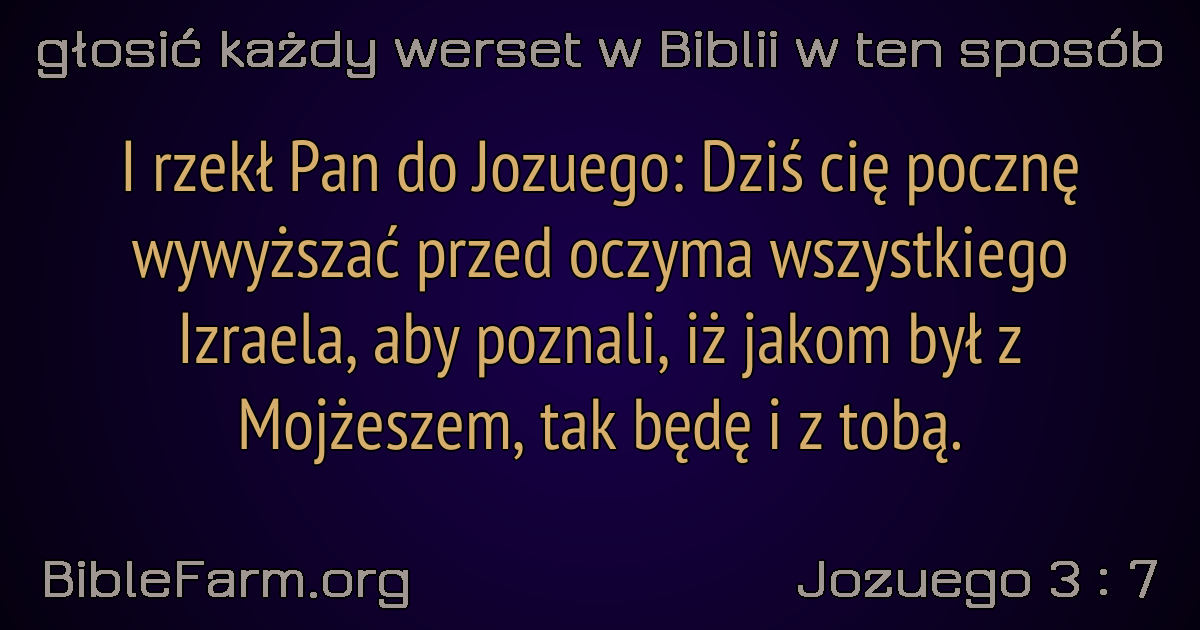 głosić każdy werset w Biblii w ten sposób
I rzekł Pan do Jozuego: Dziś cię pocznę
wywyższać przed oczyma wszystkiego
Izraela, aby poznali, iż jakom był z
Mojżeszem, tak będę i z tobą.
BibleFarm.org
Jozuego 3 : 7